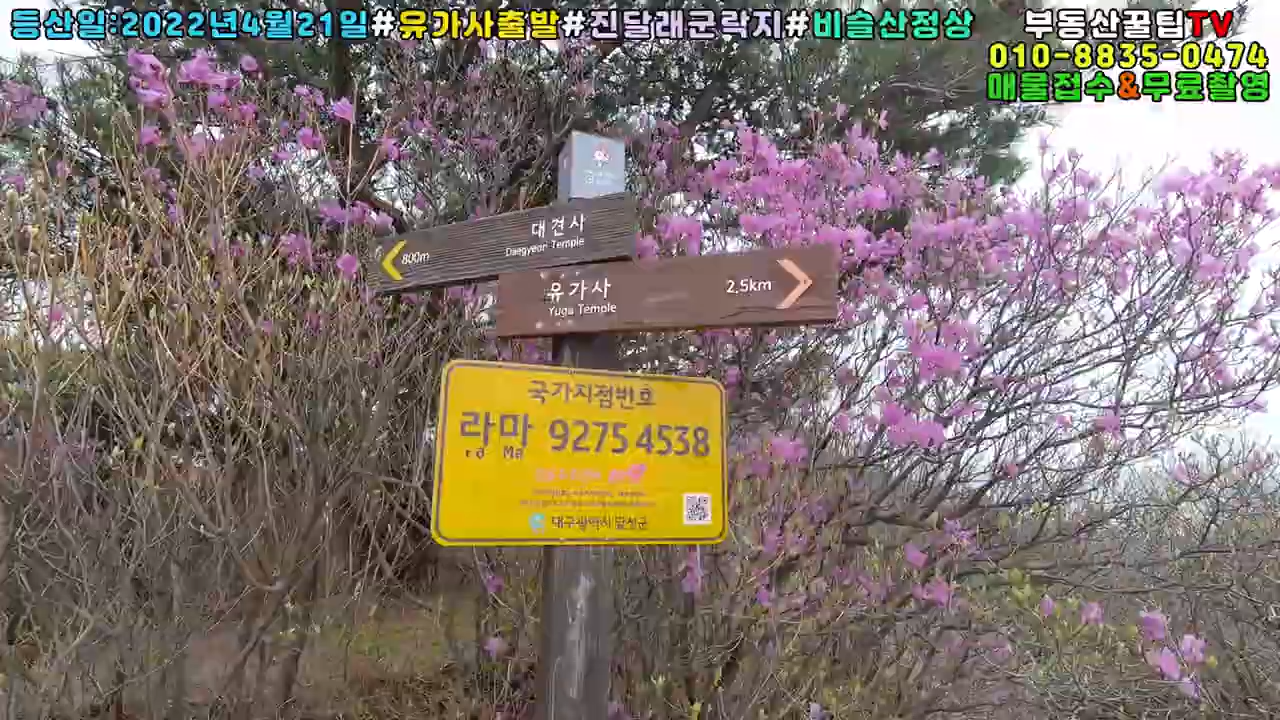 등산일:2022년4월21일#유가사출발#진달래군락지#비슬산정상
부동산꿀팁TV
010-8835-0474
매물접수&무료촬영
대견사
800m
Daegyeon Temple
유가사
2.5km
Yuga Temple
국가지점번호
라마 9275 4538
ra Ma
대구광역시 달성군